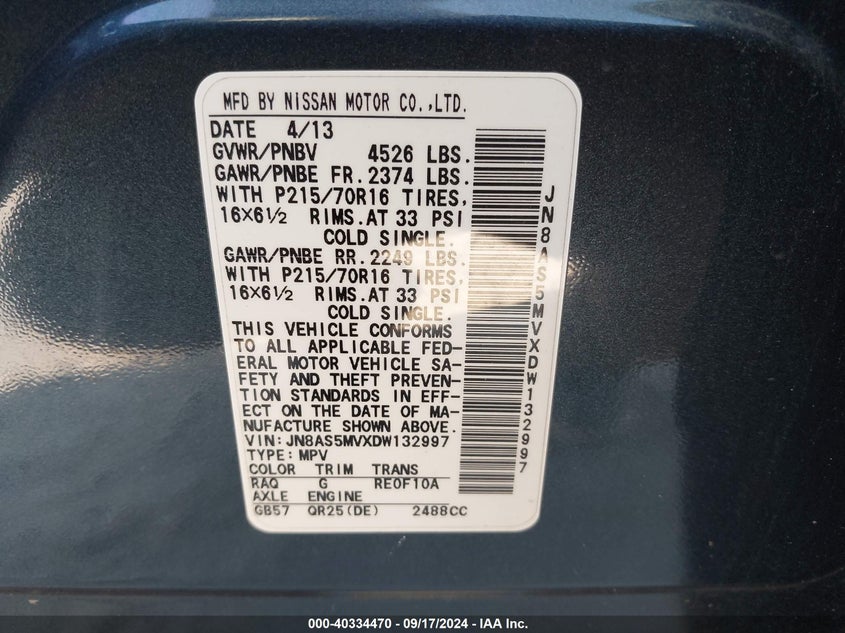 MFD BY NISSAN MOTOR CO.,LTD.
DATE 4/13
GVWR/PNBV 4526 LBS.
GAWR/PNBE FR.2374 LBS.
WITH P215/70R16 TIRES,
16X6½ RIMS.AT 33 PSI
COLD SINGLE.
GAWR/PNBE RR.2249 LBS.
WITH P215/70R16 TIRES,
16X6½ RIMS.AT 33 PSI
COLD SINGLE.
THIS VEHICLE CONFORMS
TO ALL APPLICABLE FED-
ERAL MOTOR VEHICLE SA-
FETY AND THEFT PREVEN-
TION STANDARDS IN EFF-
ECT ON THE DATE OF MA-
NUFACTURE SHOWN ABOVE.
VIN:JN8AS5MVXDW132997
TYPE:MPV
COLOR TRIM TRANS
RAQ G RE0F10A
AXLE ENGINE
GB57 QR25(DE) 2488CC
JN8AS5MVXDW132997
000-40334470 - 09/17/2024 - IAA Inc.